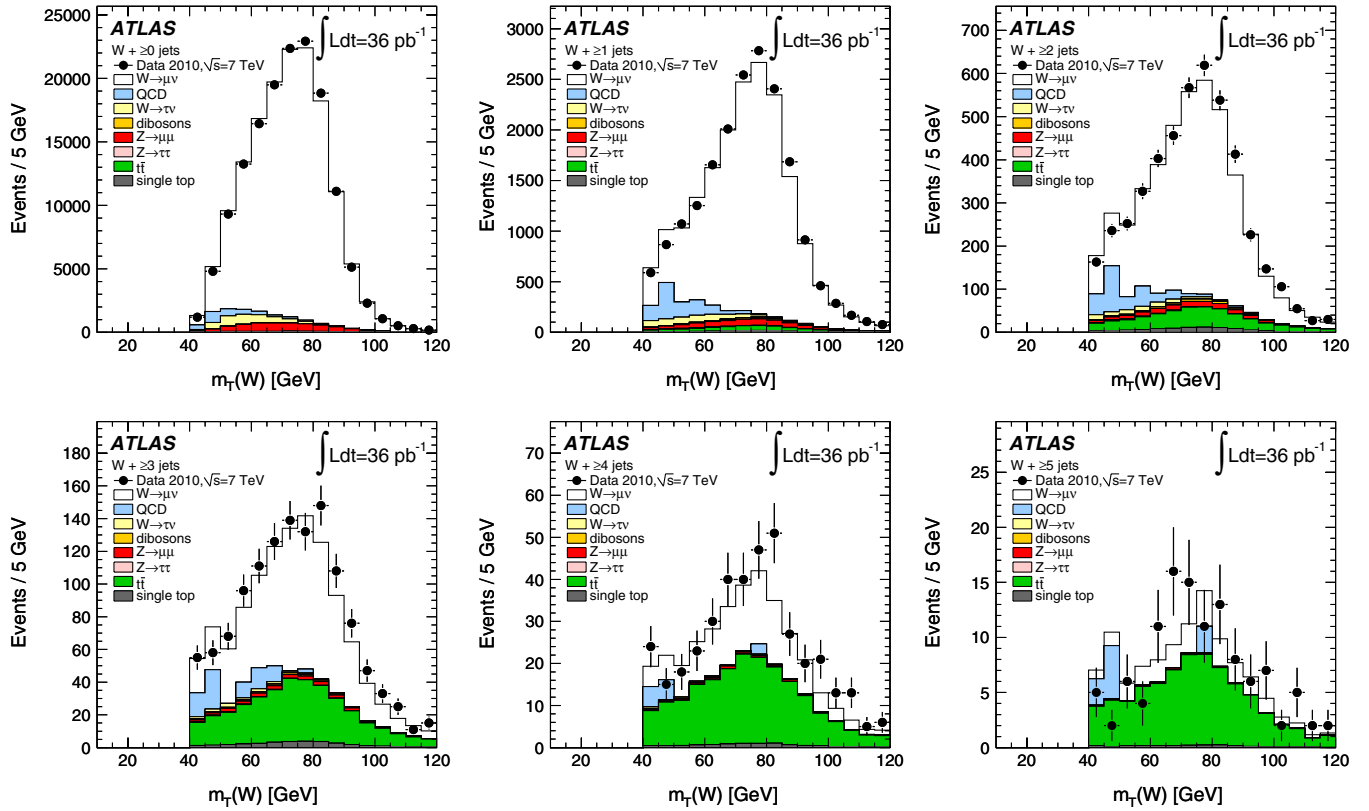 Events / 5 GeV
25000
20000
15000
10000
5000
0
ATLAS
∫Ldt=36 pb⁻¹
W + ≥0 jets
Data 2010,√s=7 TeV
W→μν
QCD
W→τν
dibosons
Z→μμ
Z→ττ
tt̄
single top
20 40 60 80 100 120
m_T(W) [GeV]
Events / 5 GeV
3000
2500
2000
1500
1000
500
0
ATLAS
∫Ldt=36 pb⁻¹
W + ≥1 jets
Data 2010,√s=7 TeV
W→μν
QCD
W→τν
dibosons
Z→μμ
Z→ττ
tt̄
single top
20 40 60 80 100 120
m_T(W) [GeV]
Events / 5 GeV
700
600
500
400
300
200
100
0
ATLAS
∫Ldt=36 pb⁻¹
W + ≥2 jets
Data 2010,√s=7 TeV
W→μν
QCD
W→τν
dibosons
Z→μμ
Z→ττ
tt̄
single top
20 40 60 80 100 120
m_T(W) [GeV]
Events / 5 GeV
180
160
140
120
100
80
60
40
20
0
ATLAS
∫Ldt=36 pb⁻¹
W + ≥3 jets
Data 2010,√s=7 TeV
W→μν
QCD
W→τν
dibosons
Z→μμ
Z→ττ
tt̄
single top
20 40 60 80 100 120
m_T(W) [GeV]
Events / 5 GeV
70
60
50
40
30
20
10
0
ATLAS
∫Ldt=36 pb⁻¹
W + ≥4 jets
Data 2010,√s=7 TeV
W→μν
QCD
W→τν
dibosons
Z→μμ
Z→ττ
tt̄
single top
20 40 60 80 100 120
m_T(W) [GeV]
Events / 5 GeV
25
20
15
10
5
0
ATLAS
∫Ldt=36 pb⁻¹
W + ≥5 jets
Data 2010,√s=7 TeV
W→μν
QCD
W→τν
dibosons
Z→μμ
Z→ττ
tt̄
single top
20 40 60 80 100 120
m_T(W) [GeV]